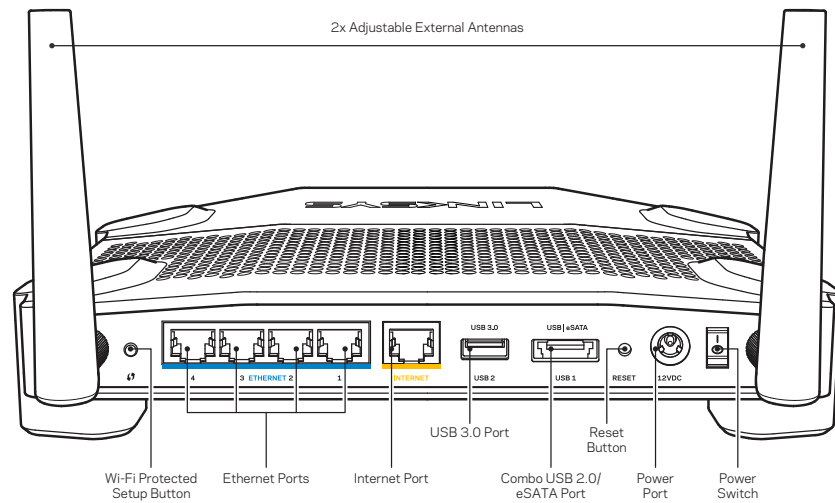 2x Adjustable External Antennas
LINKSYS
USB 3.0
USB eSATA
4
3
ETHERNET
2
1
INTERNET
USB 2
USB 1
RESET
12VDC
USB 3.0 Port
Reset
Button
Wi-Fi Protected
Setup Button
Ethernet Ports
Internet Port
Combo USB 2.0/
eSATA Port
Power
Port
Power
Switch